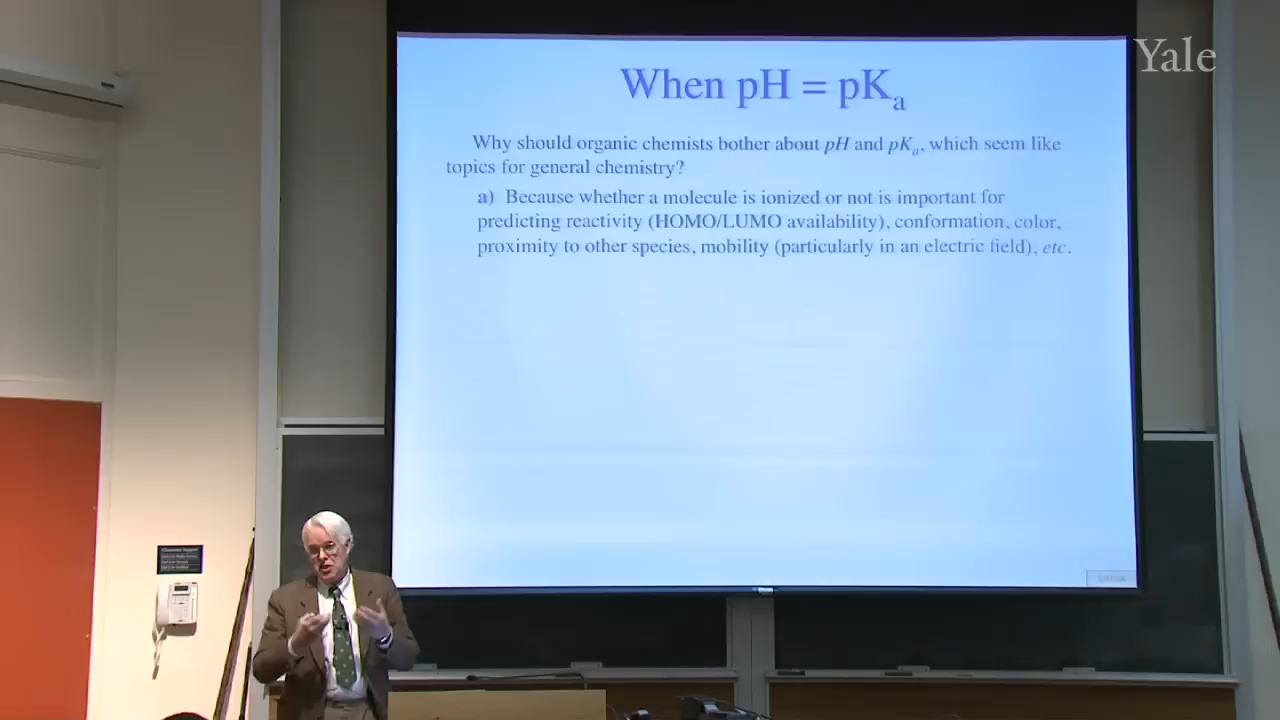 Yale
When pH = pKa
Why should organic chemists bother about pH and pKa, which seem like
topics for general chemistry?
a) Because whether a molecule is ionized or not is important for
predicting reactivity (HOMO/LUMO availability), conformation, color,
proximity to other species, mobility (particularly in an electric field), etc.